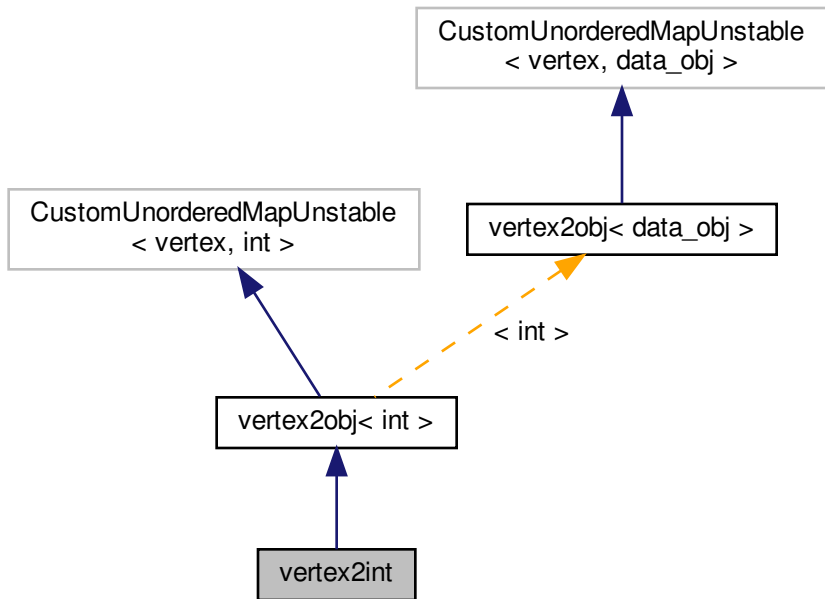 CustomUnorderedMapUnstable
< vertex, data_obj >
CustomUnorderedMapUnstable
< vertex, int >
vertex2obj< data_obj >
< int >
vertex2obj< int >
vertex2int